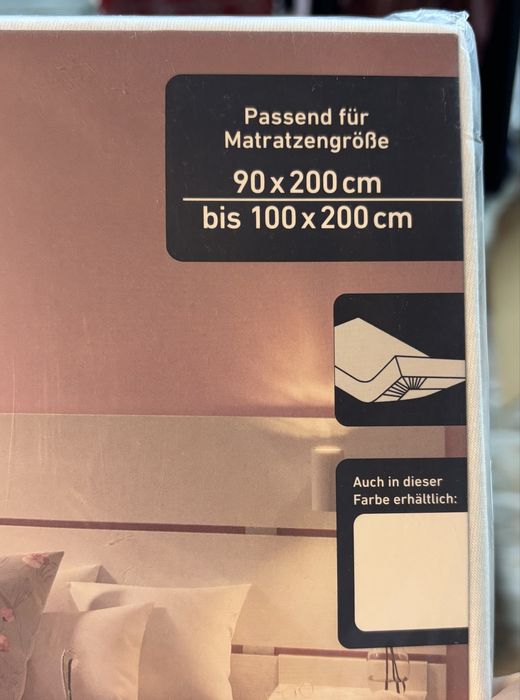 Passend für
Matratzengröße
90 x 200 cm
bis 100 x 200 cm
Auch in dieser
Farbe erhältlich: